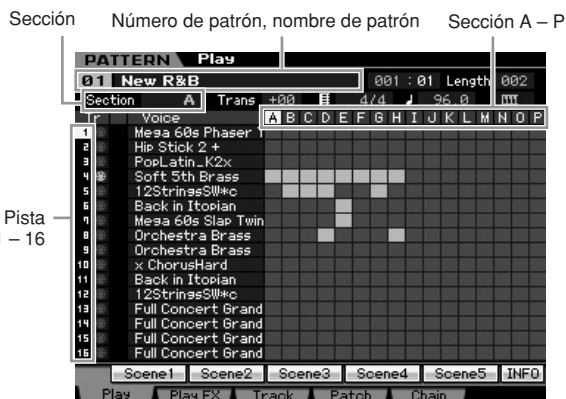 Sección Número de patrón, nombre de patrón Sección A – P
PATTERN Play
01 New R&B 001 : 01 Length 002
Section A Trans +00 4/4 96.0
Tr Voice A B C D E F G H I J K L M N O P
1 Mega 60s Phaser 1
2 Hip Stick 2 +
3 PopLatin_K2x
4 Soft 5th Brass
5 12StringsSW*c
6 Back in Itopian
7 Mega 60s Slap Twin
8 Orchestra Brass
9 Orchestra Brass
10 x ChorusHard
11 Back in Itopian
12 12StringsSW*c
13 Full Concert Grand
14 Full Concert Grand
15 Full Concert Grand
16 Full Concert Grand
Pista
– 16
Scene1 Scene2 Scene3 Scene4 Scene5 INFO
Play Play FX Track Patch Chain